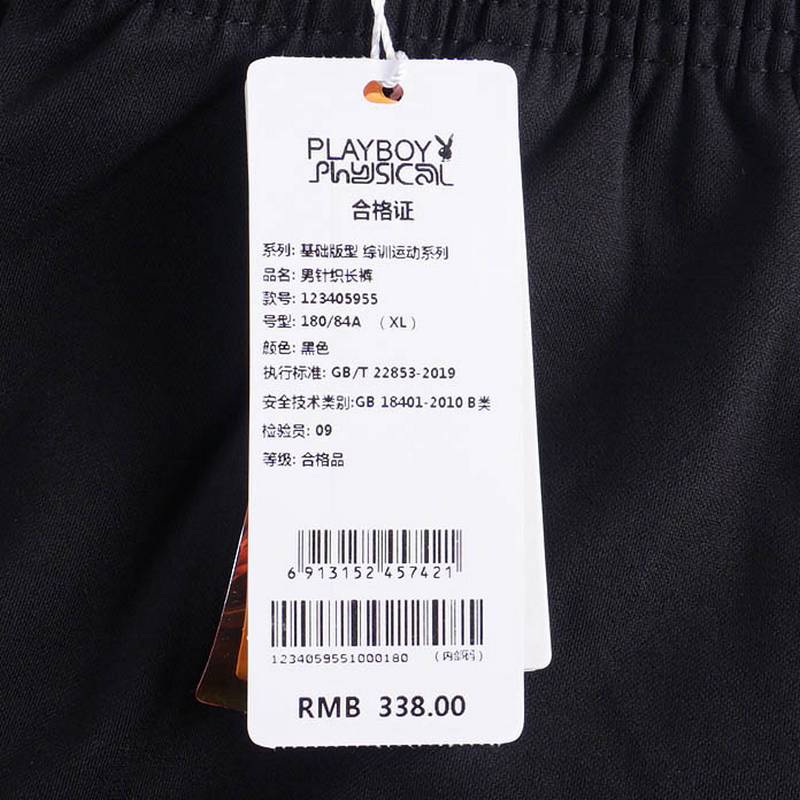 PLAYBOY
PhySICAL
合格证
系列: 基础版型 综训运动系列
品名: 男针织长裤
款号: 123405955
号型: 180/84A （XL）
颜色: 黑色
执行标准: GB/T 22853-2019
安全技术类别:GB 18401-2010 B类
检验员: 09
等级: 合格品
6 913152 457421
1234059551000180 （内部码）
RMB 338.00